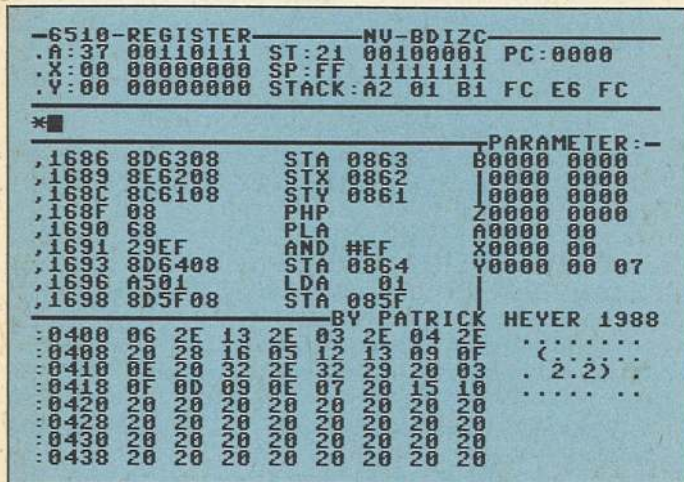 6510-REGISTER NV-BDIZC
.A:37 00110111 ST:21 00100001 PC:0000
.X:00 00000000 SP:FF 11111111
.Y:00 00000000 STACK:A2 01 B1 FC E6 FC
*
PARAMETER:
,1686 8D6308 STA 0863 B0000 0000
,1689 8E6208 STX 0862 0000 0000
,168C 8C6108 STY 0861 0000 0000
,168F 08 PHP Z0000 0000
,1690 68 PLA A0000 00
,1691 29EF AND #EF X0000 00
,1693 8D6408 STA 0864 Y0000 00 07
,1696 A501 LDA 01
,1698 8D5F08 STA 085F
BY PATRICK HEYER 1988
:0400 06 2E 13 2E 03 2E 04 2E ........
:0408 20 28 16 05 12 13 09 0F (......
:0410 0E 20 32 2E 32 29 20 03 . 2.2) .
:0418 0F 0D 09 0E 07 20 15 10 ..... ..
:0420 20 20 20 20 20 20 20 20
:0428 20 20 20 20 20 20 20 20
:0430 20 20 20 20 20 20 20 20
:0438 20 20 20 20 20 20 20 20